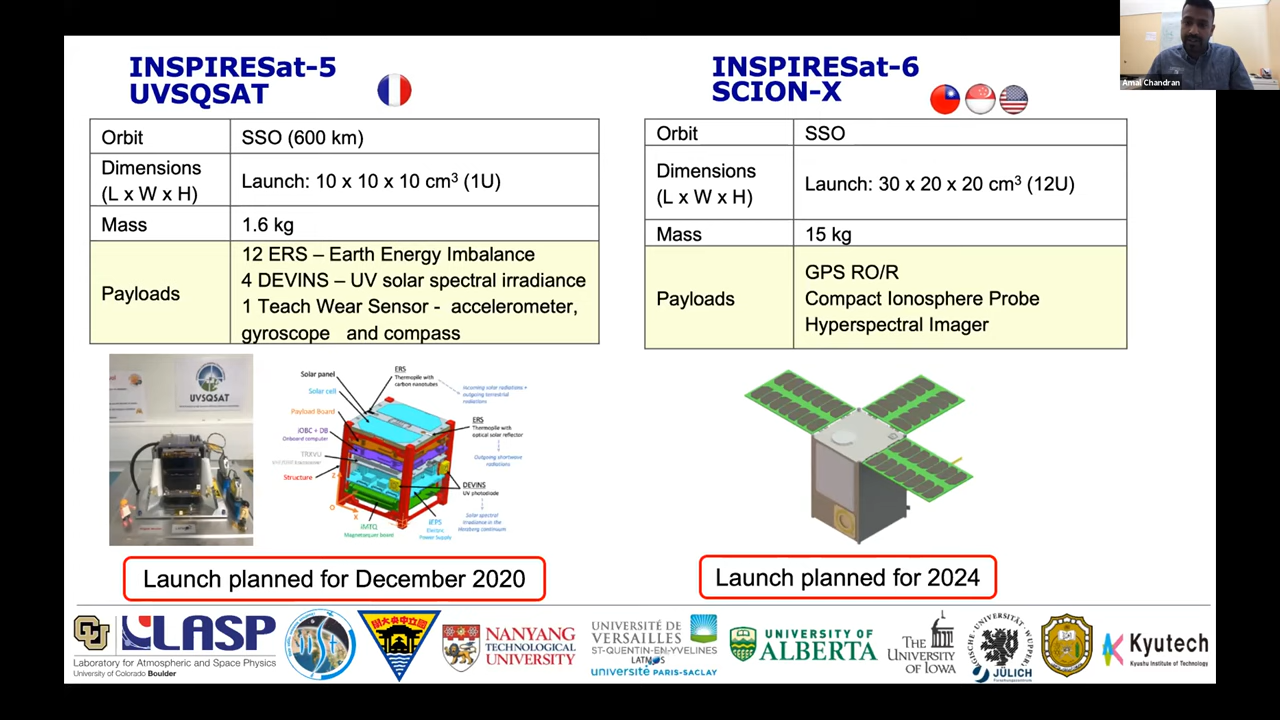 Amal Chandran
INSPIRESat-5
UVSQSAT
Orbit
SSO (600 km)
Dimensions
(L x W x H)
Launch: 10 x 10 x 10 cm³ (1U)
Mass
1.6 kg
Payloads
12 ERS – Earth Energy Imbalance
4 DEVINS – UV solar spectral irradiance
1 Teach Wear Sensor - accelerometer,
gyroscope and compass
UVSQSAT
Solar panel
Solar cell
Payload Board
iOBC + DB
Onboard computer
TRXVU
Structure
ERS
Thermopile with
carbon nanotubes
Incoming solar radiations +
outgoing terrestrial
radiations
ERS
Thermopile with
optical solar reflector
Outgoing shortwave
radiations
DEVINS
UV photodiode
Solar spectral
irradiance in the
Herzberg continuum
iMTQ
Magnetorquer board
iEPS
Electric
Power Supply
Z
O
X
Launch planned for December 2020
INSPIRESat-6
SCION-X
Orbit
SSO
Dimensions
(L x W x H)
Launch: 30 x 20 x 20 cm³ (12U)
Mass
15 kg
Payloads
GPS RO/R
Compact Ionosphere Probe
Hyperspectral Imager
Launch planned for 2024
CU
LASP
Laboratory for Atmospheric and Space Physics
University of Colorado Boulder
NANYANG
TECHNOLOGICAL
UNIVERSITY
UNIVERSITÉ DE
VERSAILLES
ST-QUENTIN-EN-YVELINES
LATMOS
université PARIS-SACLAY
UNIVERSITY OF
ALBERTA
THE
UNIVERSITY
OF IOWA
JÜLICH
Forschungszentrum
Kyutech
Kyushu Institute of Technology